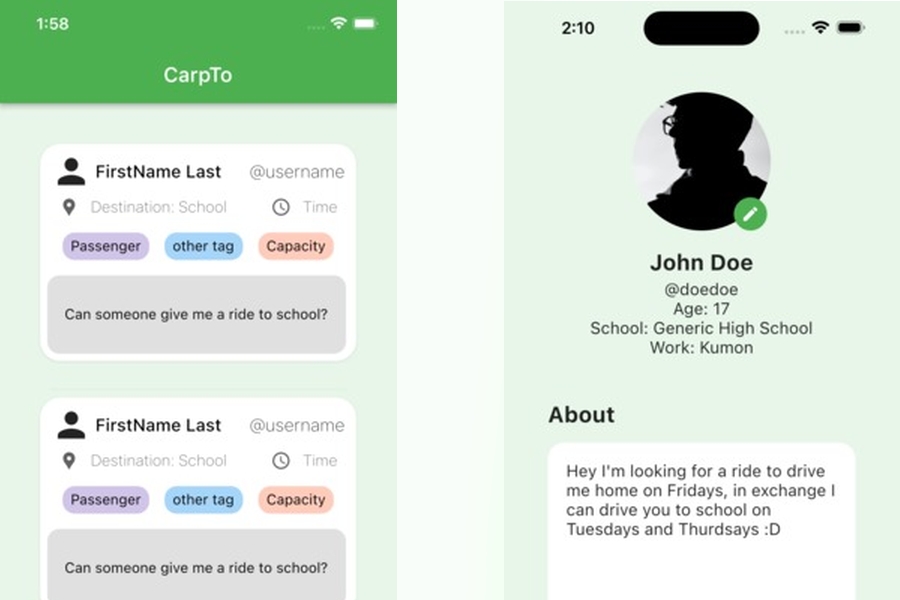 1:58
CarpTo
FirstName Last @username
Destination: School Time
Passenger other tag Capacity
Can someone give me a ride to school?
FirstName Last @username
Destination: School Time
Passenger other tag Capacity
Can someone give me a ride to school?
2:10
John Doe
@doedoe
Age: 17
School: Generic High School
Work: Kumon
About
Hey I'm looking for a ride to drive
me home on Fridays, in exchange I
can drive you to school on
Tuesdays and Thurdsays :D